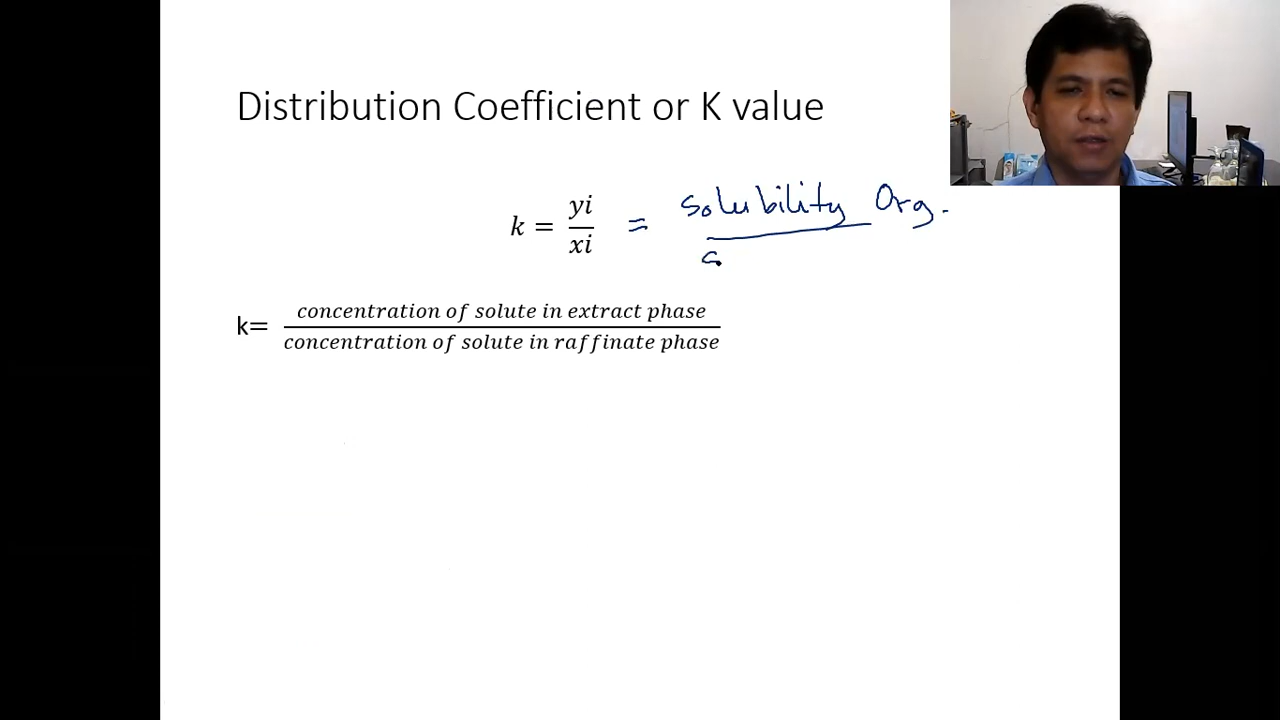 Distribution Coefficient or K value
k = yi / xi = Solubility Org.
s
k= concentration of solute in extract phase / concentration of solute in raffinate phase